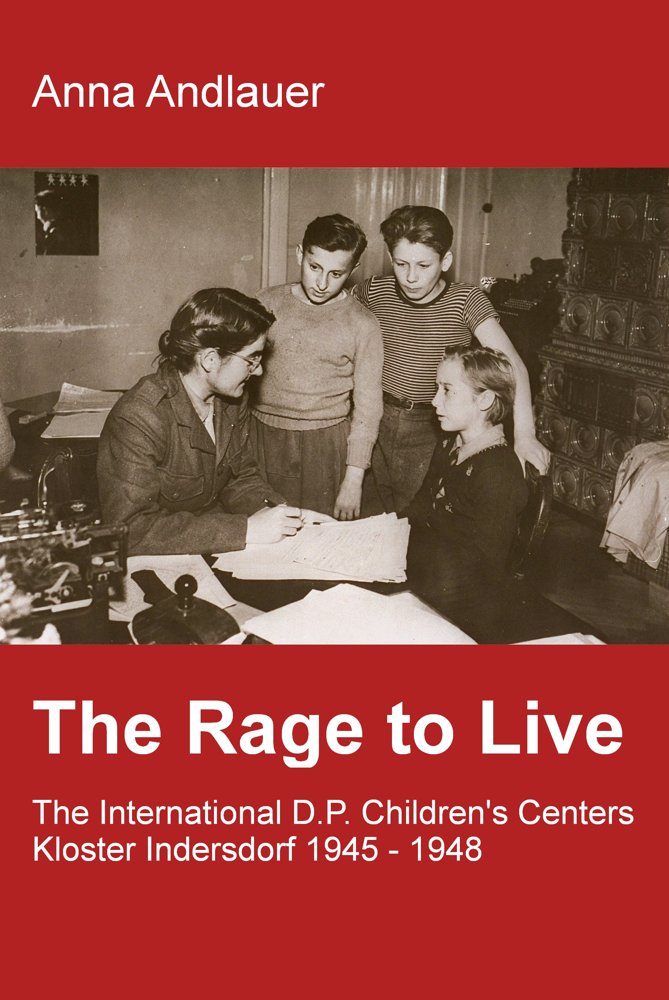 Anna Andlauer
The Rage to Live
The International D.P. Children's Centers
Kloster Indersdorf 1945 - 1948